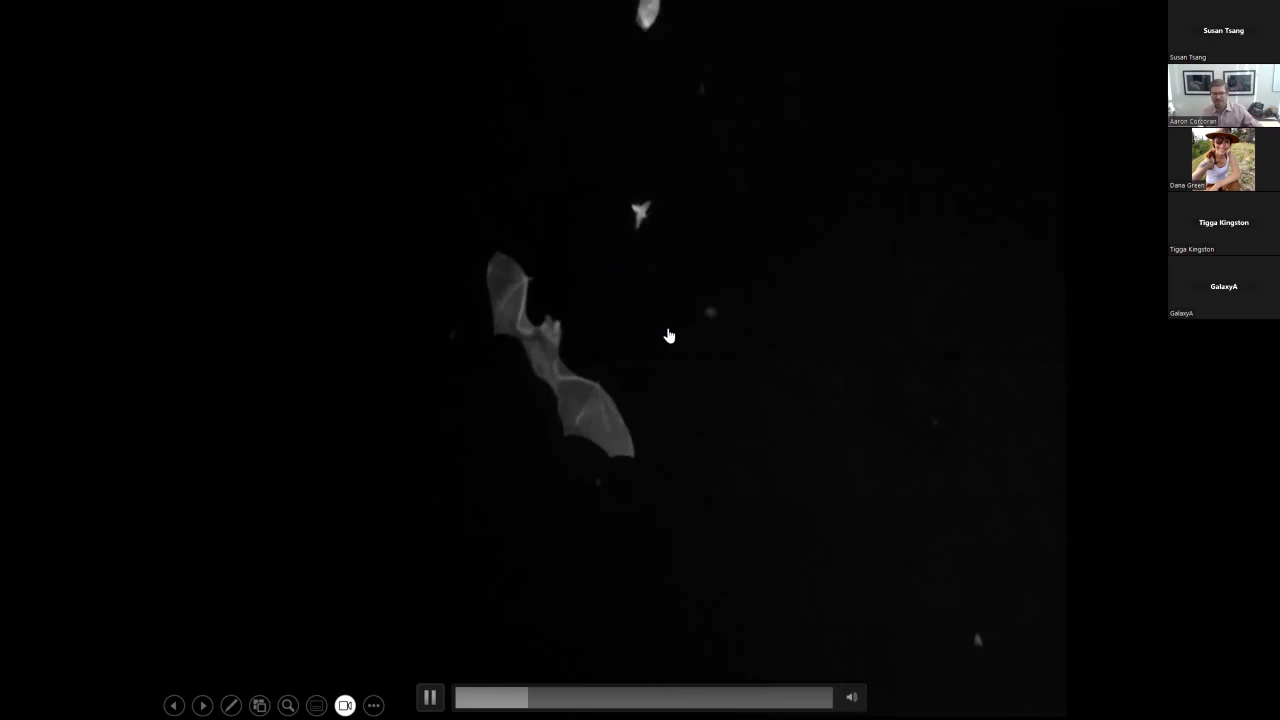 Susan Tsang
Susan Tsang
Aaron Corcoran
Dana Green
Tigga Kingston
Tigga Kingston
GalaxyA
GalaxyA